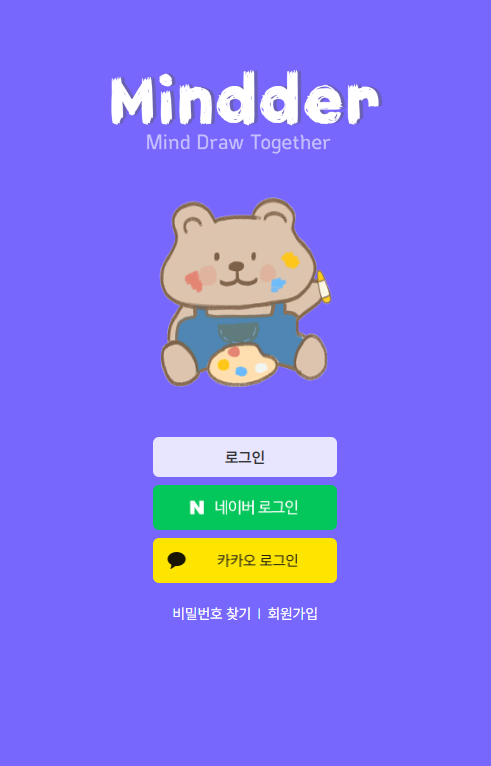 Mindder
Mind Draw Together
로그인
N 네이버 로그인
카카오 로그인
비밀번호 찾기 | 회원가입